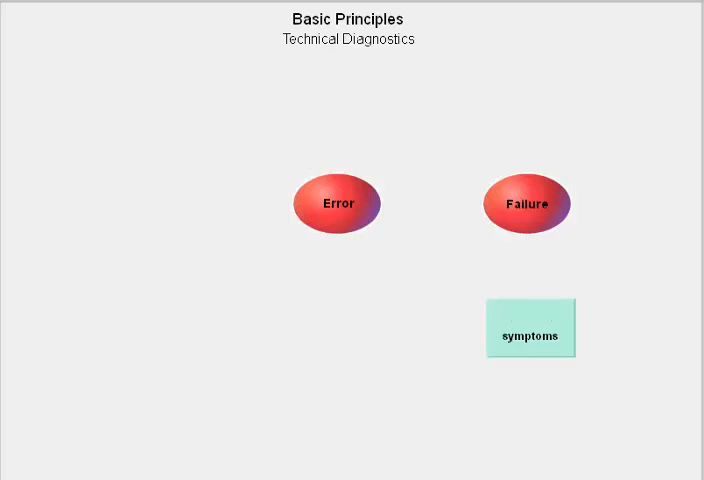 Basic Principles
Technical Diagnostics
Error
Failure
symptoms